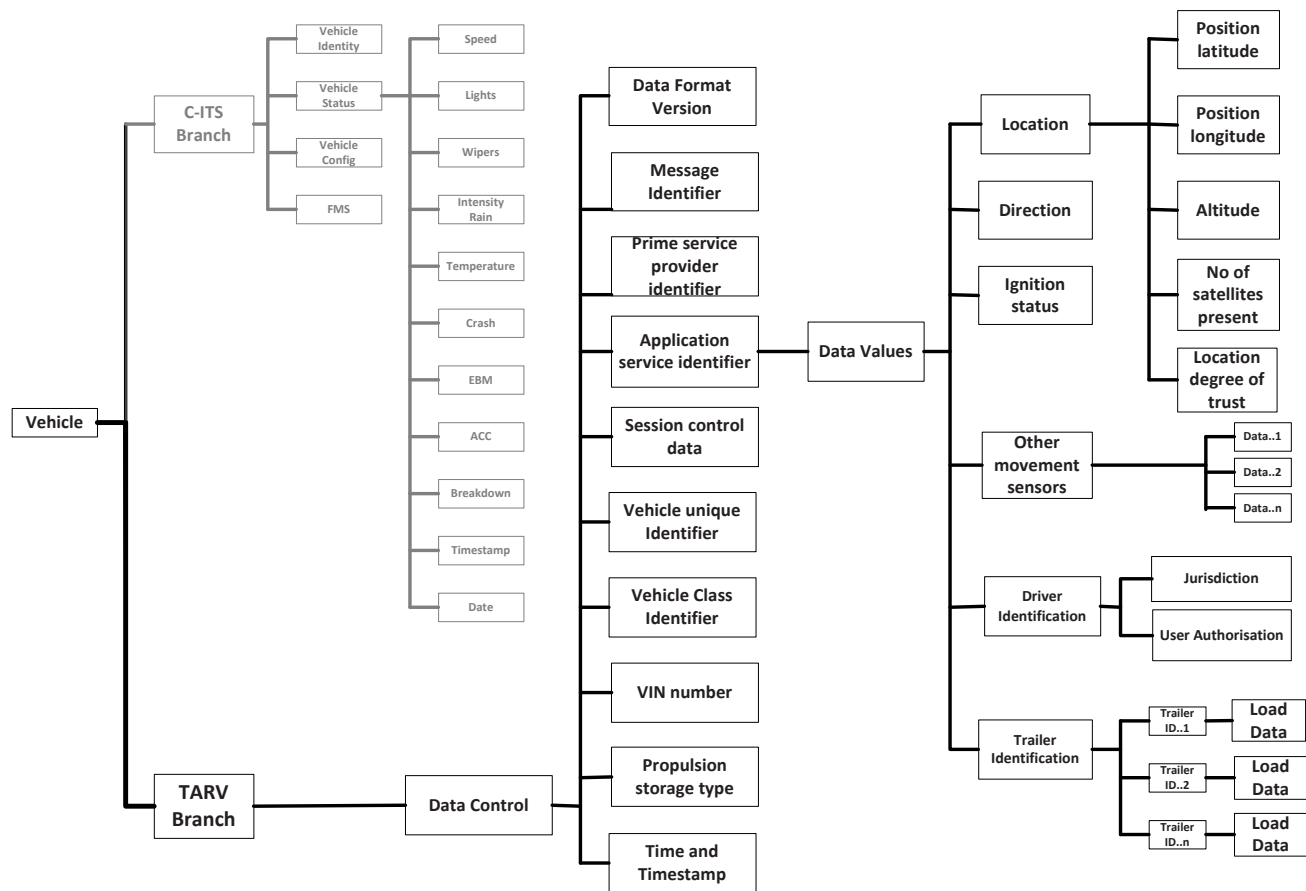 Vehicle
C-ITS
Branch
Vehicle
Identity
Vehicle
Status
Vehicle
Config
FMS
Speed
Lights
Wipers
Intensity
Rain
Temperature
Crash
EBM
ACC
Breakdown
Timestamp
Date
TARV
Branch
Data Control
Data Format
Version
Message
Identifier
Prime service
provider
identifier
Application
service identifier
Session control
data
Vehicle unique
Identifier
Vehicle Class
Identifier
VIN number
Propulsion
storage type
Time and
Timestamp
Data Values
Location
Direction
Ignition
status
Other
movement
sensors
Driver
Identification
Trailer
Identification
Position
latitude
Position
longitude
Altitude
No of
satellites
present
Location
degree of
trust
Data..1
Data..2
Data..n
Jurisdiction
User Authorisation
Trailer
ID..1
Load
Data
Trailer
ID..2
Load
Data
Trailer
ID..n
Load
Data